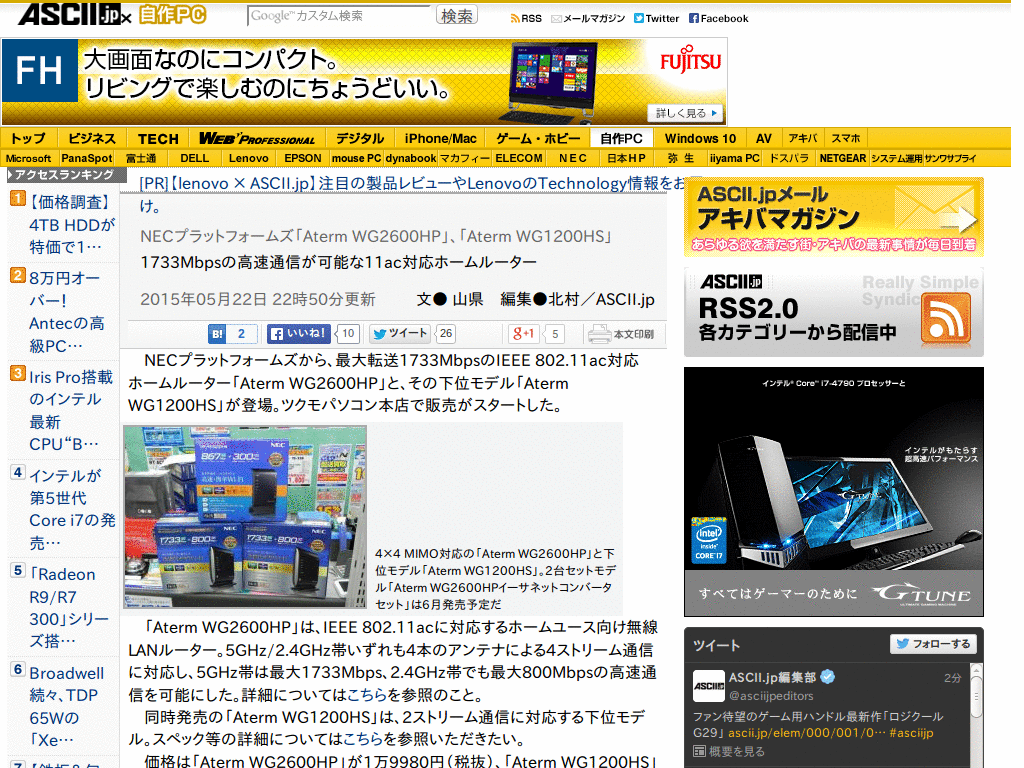 ASCII.jp×自作PC
Google™カスタム検索
検索
RSS
メールマガジン
Twitter
Facebook
FH
大画面なのにコンパクト。
リビングで楽しむのにちょうどいい。
FUJITSU
詳しく見る
トップ ビジネス TECH WEB PROFESSIONAL デジタル iPhone/Mac ゲーム・ホビー 自作PC Windows 10 AV アキバ スマホ
Microsoft PanaSpot 富士通 DELL Lenovo EPSON mouse PC dynabook マカフィー ELECOM NEC 日本HP 弥生 iiyama PC ドスパラ NETGEAR システム運用 サンワサプライ
アクセスランキング
1
【価格調査】
4TB HDDが
特価で1…
2
8万円オー
バー！
Antecの高
級PC…
3
Iris Pro搭載
のインテル
最新
CPU“B…
4
インテルが
第5世代
Core i7の発
売…
5
「Radeon
R9/R7
300」シリー
ズ搭…
6
Broadwell
続々、TDP
65Wの
「Xe…
7
[PR]【lenovo × ASCII.jp】注目の製品レビューやLenovoのTechnology情報をお
け。
NECプラットフォームズ「Aterm WG2600HP」、「Aterm WG1200HS」
1733Mbpsの高速通信が可能な11ac対応ホームルーター
2015年05月22日 22時50分更新
文● 山県　編集●北村／ASCII.jp
B! 2
いいね！ 10
ツイート 26
g+1 5
本文印刷
　NECプラットフォームズから、最大転送1733MbpsのIEEE 802.11ac対応
ホームルーター「Aterm WG2600HP」と、その下位モデル「Aterm
WG1200HS」が登場。ツクモパソコン本店で販売がスタートした。
NEC
867 300
NEC
1733 800
NEC
1733 800
4×4 MIMO対応の「Aterm WG2600HP」と下
位モデル「Aterm WG1200HS」。2台セットモデ
ル「Aterm WG2600HPイーサネットコンバータ
セット」は6月発売予定だ
　「Aterm WG2600HP」は、IEEE 802.11acに対応するホームユース向け無線
LANルーター。5GHz/2.4GHz帯いずれも4本のアンテナによる4ストリーム通信
に対応し、5GHz帯は最大1733Mbps、2.4GHz帯でも最大800Mbpsの高速通
信を可能にした。詳細についてはこちらを参照のこと。
　同時発売の「Aterm WG1200HS」は、2ストリーム通信に対応する下位モデ
ル。スペック等の詳細についてはこちらを参照いただきたい。
　価格は「Aterm WG2600HP」が1万9980円（税抜）、「Aterm WG1200HS」
ASCII.jpメール
アキバマガジン
あらゆる欲を満たす街・アキバの最新事情が毎日到着
ASCII.jp
Really Simple
Syndic
RSS2.0
各カテゴリーから配信中
インテル® Core™ i7-4790 プロセッサーと
インテルがもたらす
超高速パフォーマンス
G TUNE
intel
inside
CORE i7
すべてはゲーマーのために
G TUNE
ULTIMATE GAMING MACHINE
ツイート
フォローする
ASCII.jp
ASCII.jp編集部
2分
@asciijpeditors
ファン待望のゲーム用ハンドル最新作「ロジクール
G29」 ascii.jp/elem/000/001/0… #asciijp
概要を見る